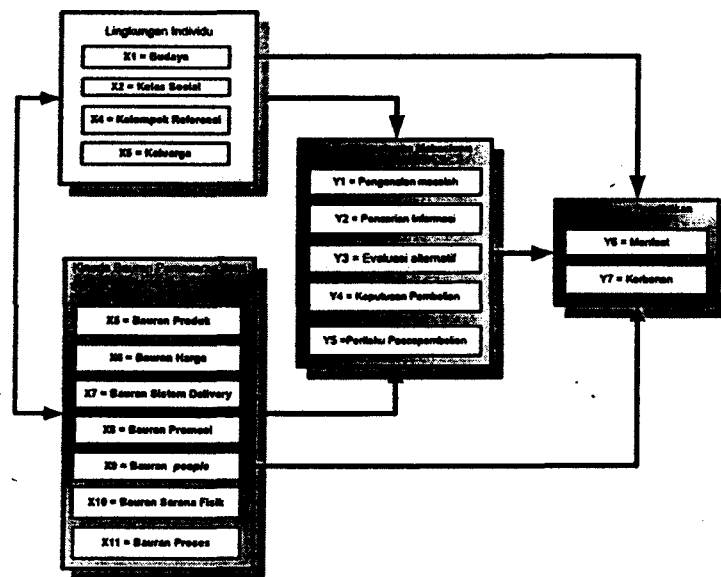 Lingkungan Individu
X1 = Budaya
X2 = Kelas Sosial
X4 = Kelompok Referensi
X5 = Keluarga
X5 = Bauran Produk
X6 = Bauran Harga
X7 = Bauran Sistem Delivery
X8 = Bauran Promosi
X9 = Bauran people
X10 = Bauran Sarana Fisik
X11 = Bauran Proses
Y1 = Pengenalan masalah
Y2 = Pencarian Informasi
Y3 = Evaluasi alternatif
Y4 = Keputusan Pembelian
Y5 =Perilaku Pascapembelian
Y6 = Manfaat
Y7 = Korbanan